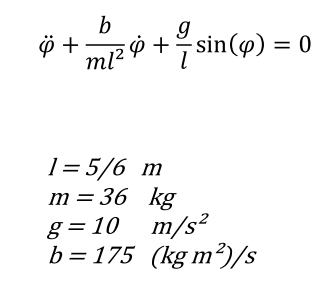 φ̈ + b/(ml²) φ̇ + g/l sin(φ) = 0
l = 5/6 m
m = 36 kg
g = 10 m/s²
b = 175 (kg m²)/s